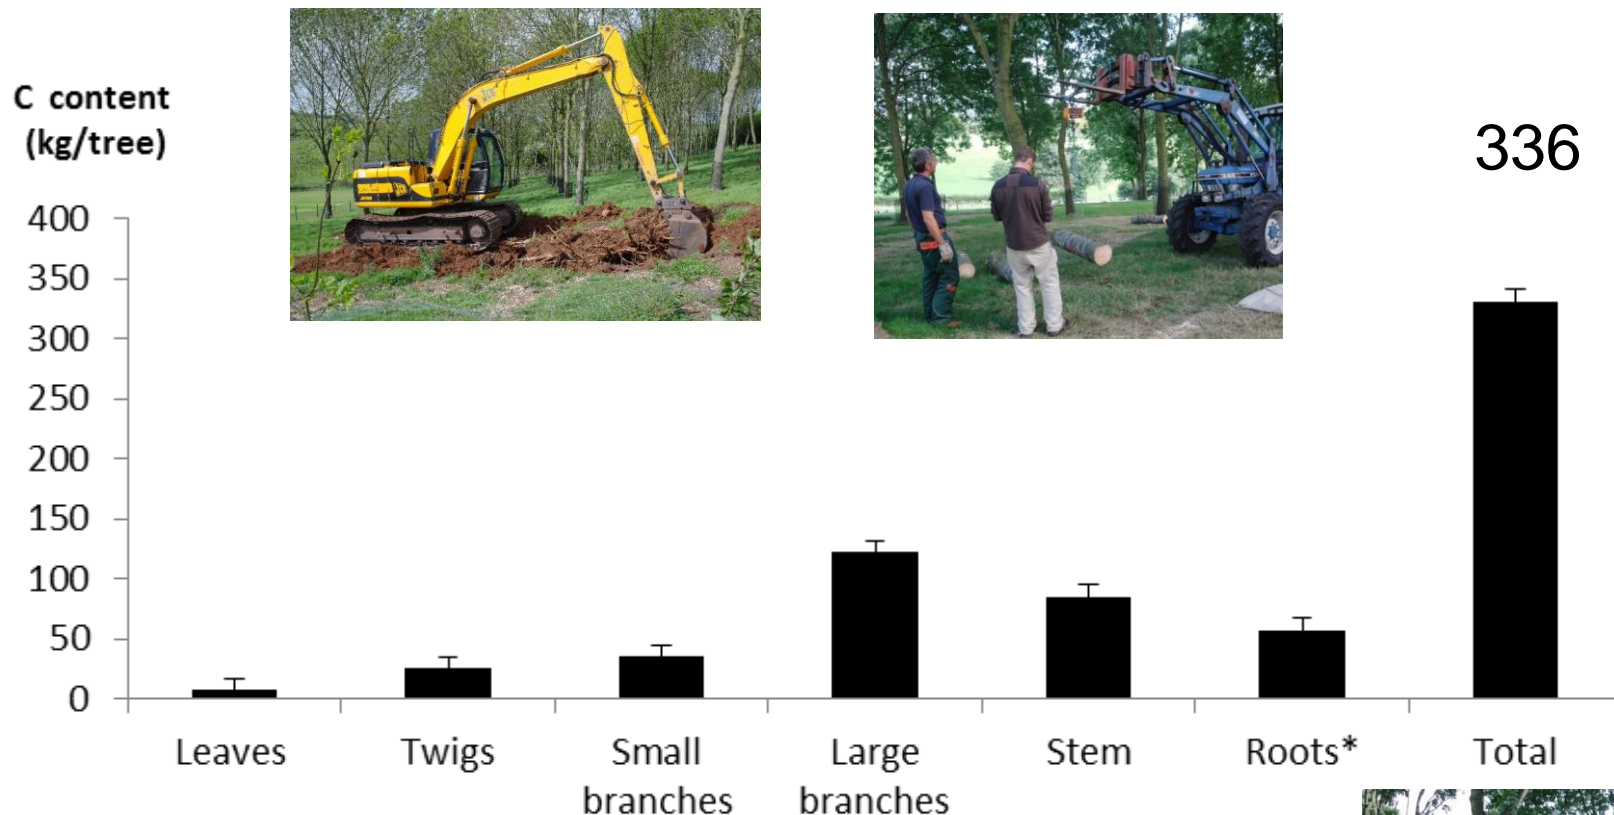 C content
(kg/tree)
336
400
350
300
250
200
150
100
50
0
Leaves
Twigs
Small
branches
Large
branches
Stem
Roots*
Total